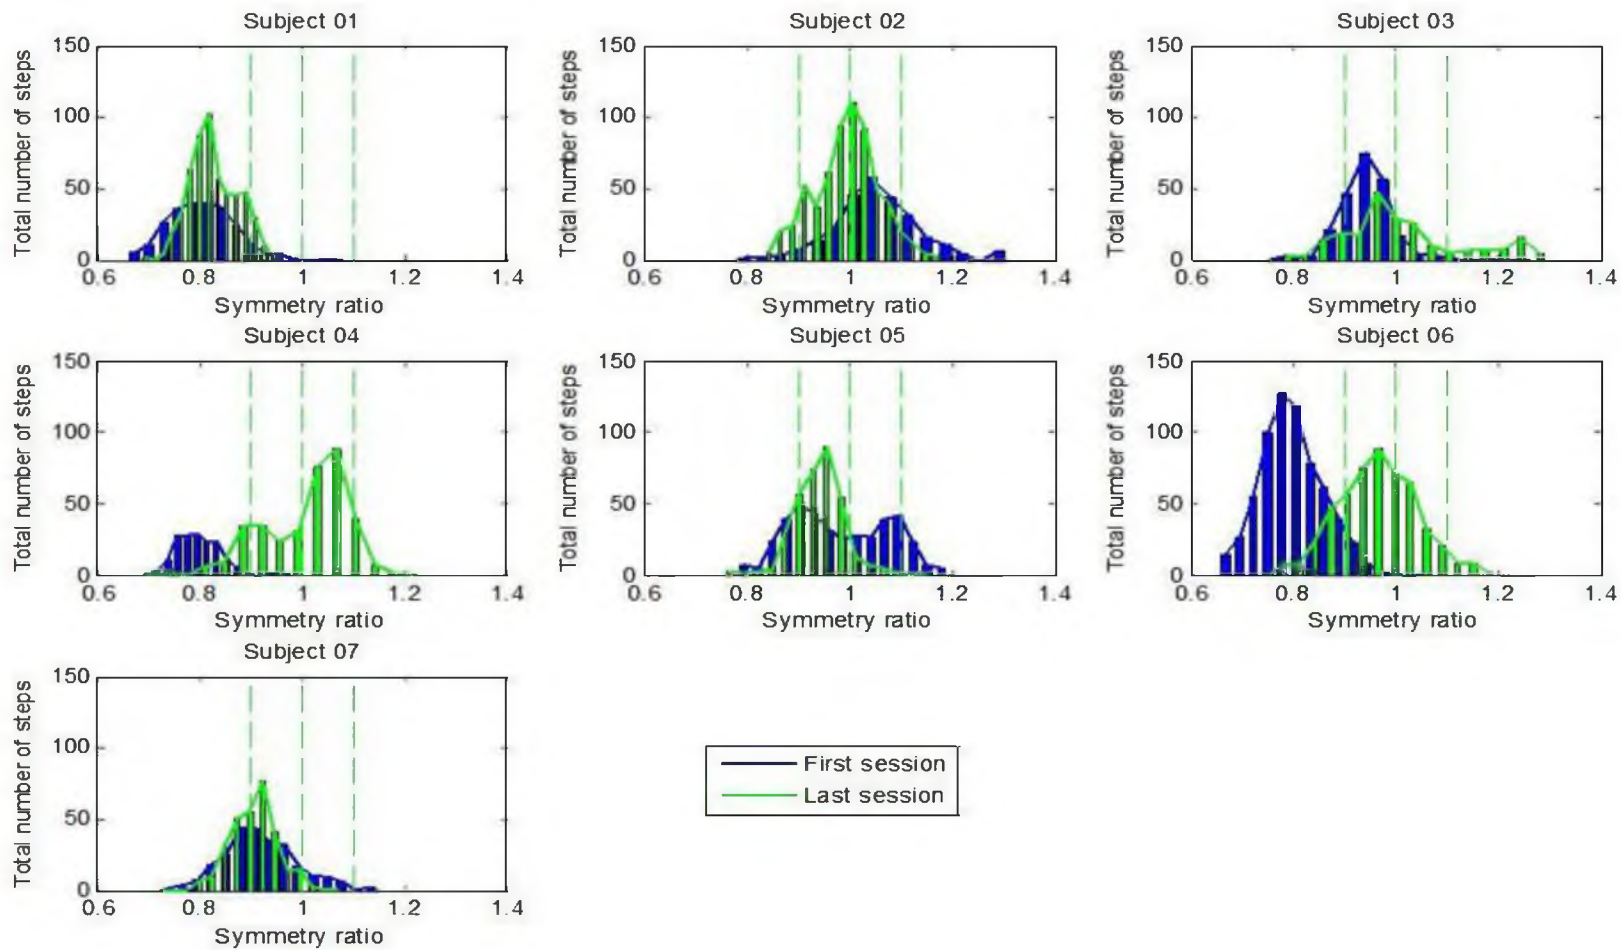 Subject 01
Subject 02
Subject 03
Total number of steps
150
100
50
0
0.6 0.8 1 1.2 1.4
Symmetry ratio
Total number of steps
150
100
50
0
0.6 0.8 1 1.2 1.4
Symmetry ratio
Total number of steps
150
100
50
0
0.6 0.8 1 1.2 1.4
Symmetry ratio
Subject 04
Subject 05
Subject 06
Total number of steps
150
100
50
0
0.6 0.8 1 1.2 1.4
Symmetry ratio
Total number of steps
150
100
50
0
0.6 0.8 1 1.2 1.4
Symmetry ratio
Total number of steps
150
100
50
0
0.6 0.8 1 1.2 1.4
Symmetry ratio
Subject 07
Total number of steps
150
100
50
0
0.6 0.8 1 1.2 1.4
Symmetry ratio
First session
Last session